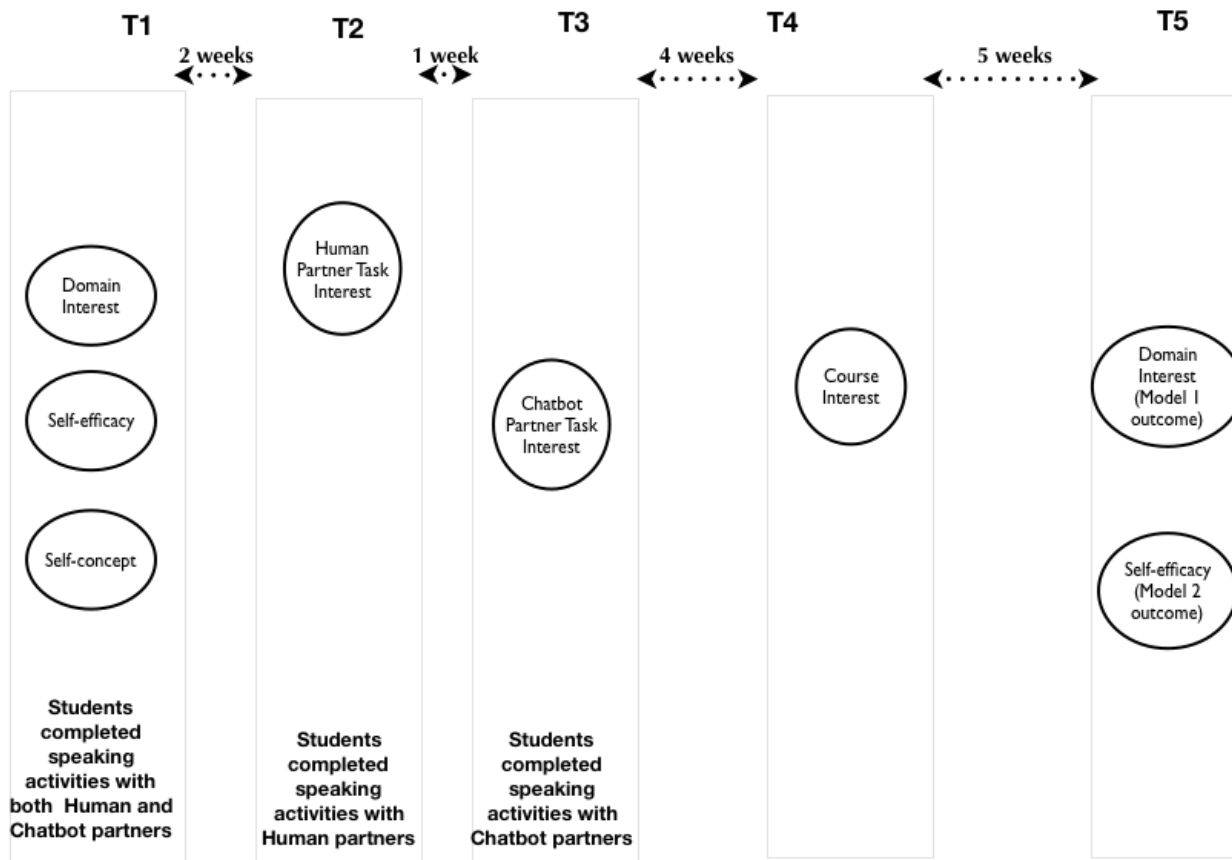 T1
T2
T3
T4
T5
2 weeks
1 week
4 weeks
5 weeks
Domain
Interest
Self-efficacy
Self-concept
Students
completed
speaking
activities with
both Human and
Chatbot partners
Human
Partner Task
Interest
Students
completed
speaking
activities with
Human partners
Chatbot
Partner Task
Interest
Students
completed
speaking
activities with
Chatbot partners
Course
Interest
Domain
Interest
(Model 1
outcome)
Self-efficacy
(Model 2
outcome)